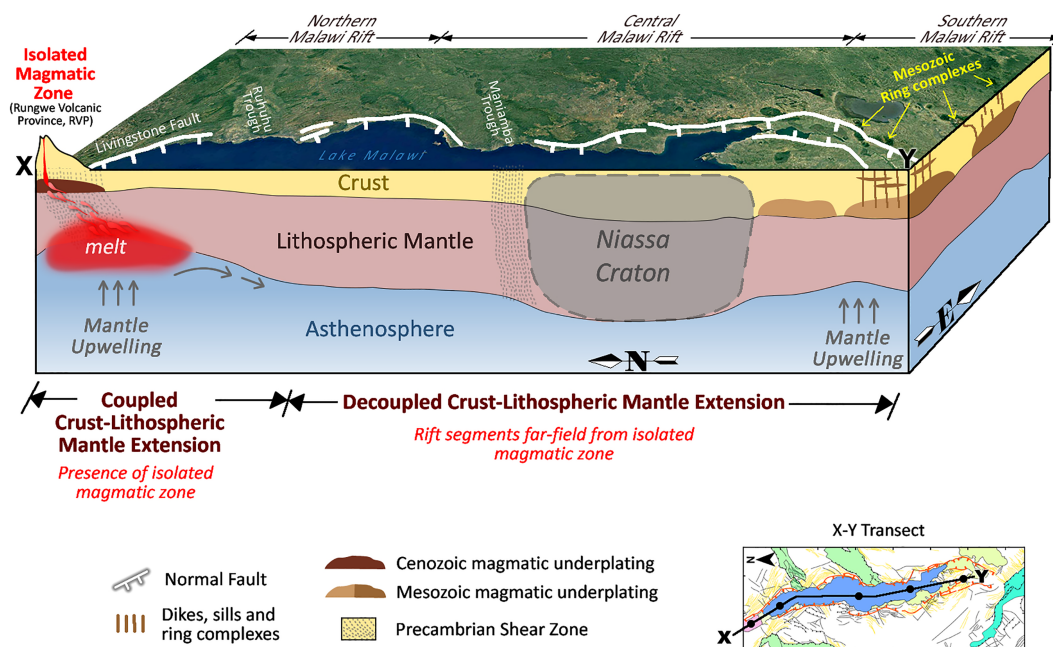 Northern
Malawi Rift
Central
Malawi Rift
Southern
Malawi Rift
Isolated
Magmatic
Zone
(Rungwe Volcanic
Province, RVP)
Mesozoic
Ring complexes
Livingstone Fault
Ruhuhu
Trough
Maniamba
Trough
Lake Malawi
X
Y
Crust
melt
Lithospheric Mantle
Niassa
Craton
Mantle
Upwelling
Asthenosphere
N
Mantle
Upwelling
E
Coupled
Crust-Lithospheric
Mantle Extension
Presence of isolated
magmatic zone
Decoupled Crust-Lithospheric Mantle Extension
Rift segments far-field from isolated
magmatic zone
Normal Fault
Dikes, sills and
ring complexes
Cenozoic magmatic underplating
Mesozoic magmatic underplating
Precambrian Shear Zone
X-Y Transect
N
Y
X